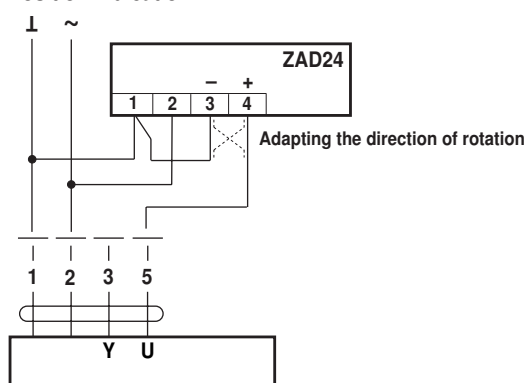 ⊥ ~
ZAD24
– +
1 2 3 4
Adapting the direction of rotation
1 2 3 5
Y U